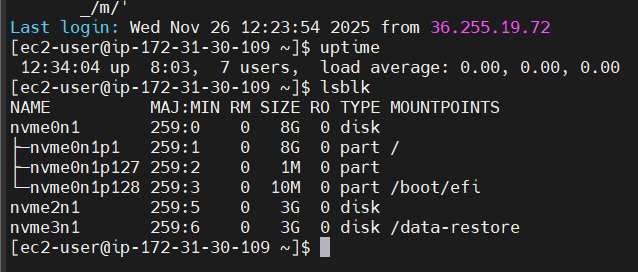 _/m/'
Last login: Wed Nov 26 12:23:54 2025 from 36.255.19.72
[ec2-user@ip-172-31-30-109 ~]$ uptime
 12:34:04 up  8:03,  7 users,  load average: 0.00, 0.00, 0.00
[ec2-user@ip-172-31-30-109 ~]$ lsblk
NAME          MAJ:MIN RM SIZE RO TYPE MOUNTPOINTS
nvme0n1       259:0    0   8G  0 disk
├─nvme0n1p1   259:1    0   8G  0 part /
├─nvme0n1p127 259:2    0   1M  0 part
└─nvme0n1p128 259:3    0  10M  0 part /boot/efi
nvme2n1       259:5    0   3G  0 disk
nvme3n1       259:6    0   3G  0 disk /data-restore
[ec2-user@ip-172-31-30-109 ~]$